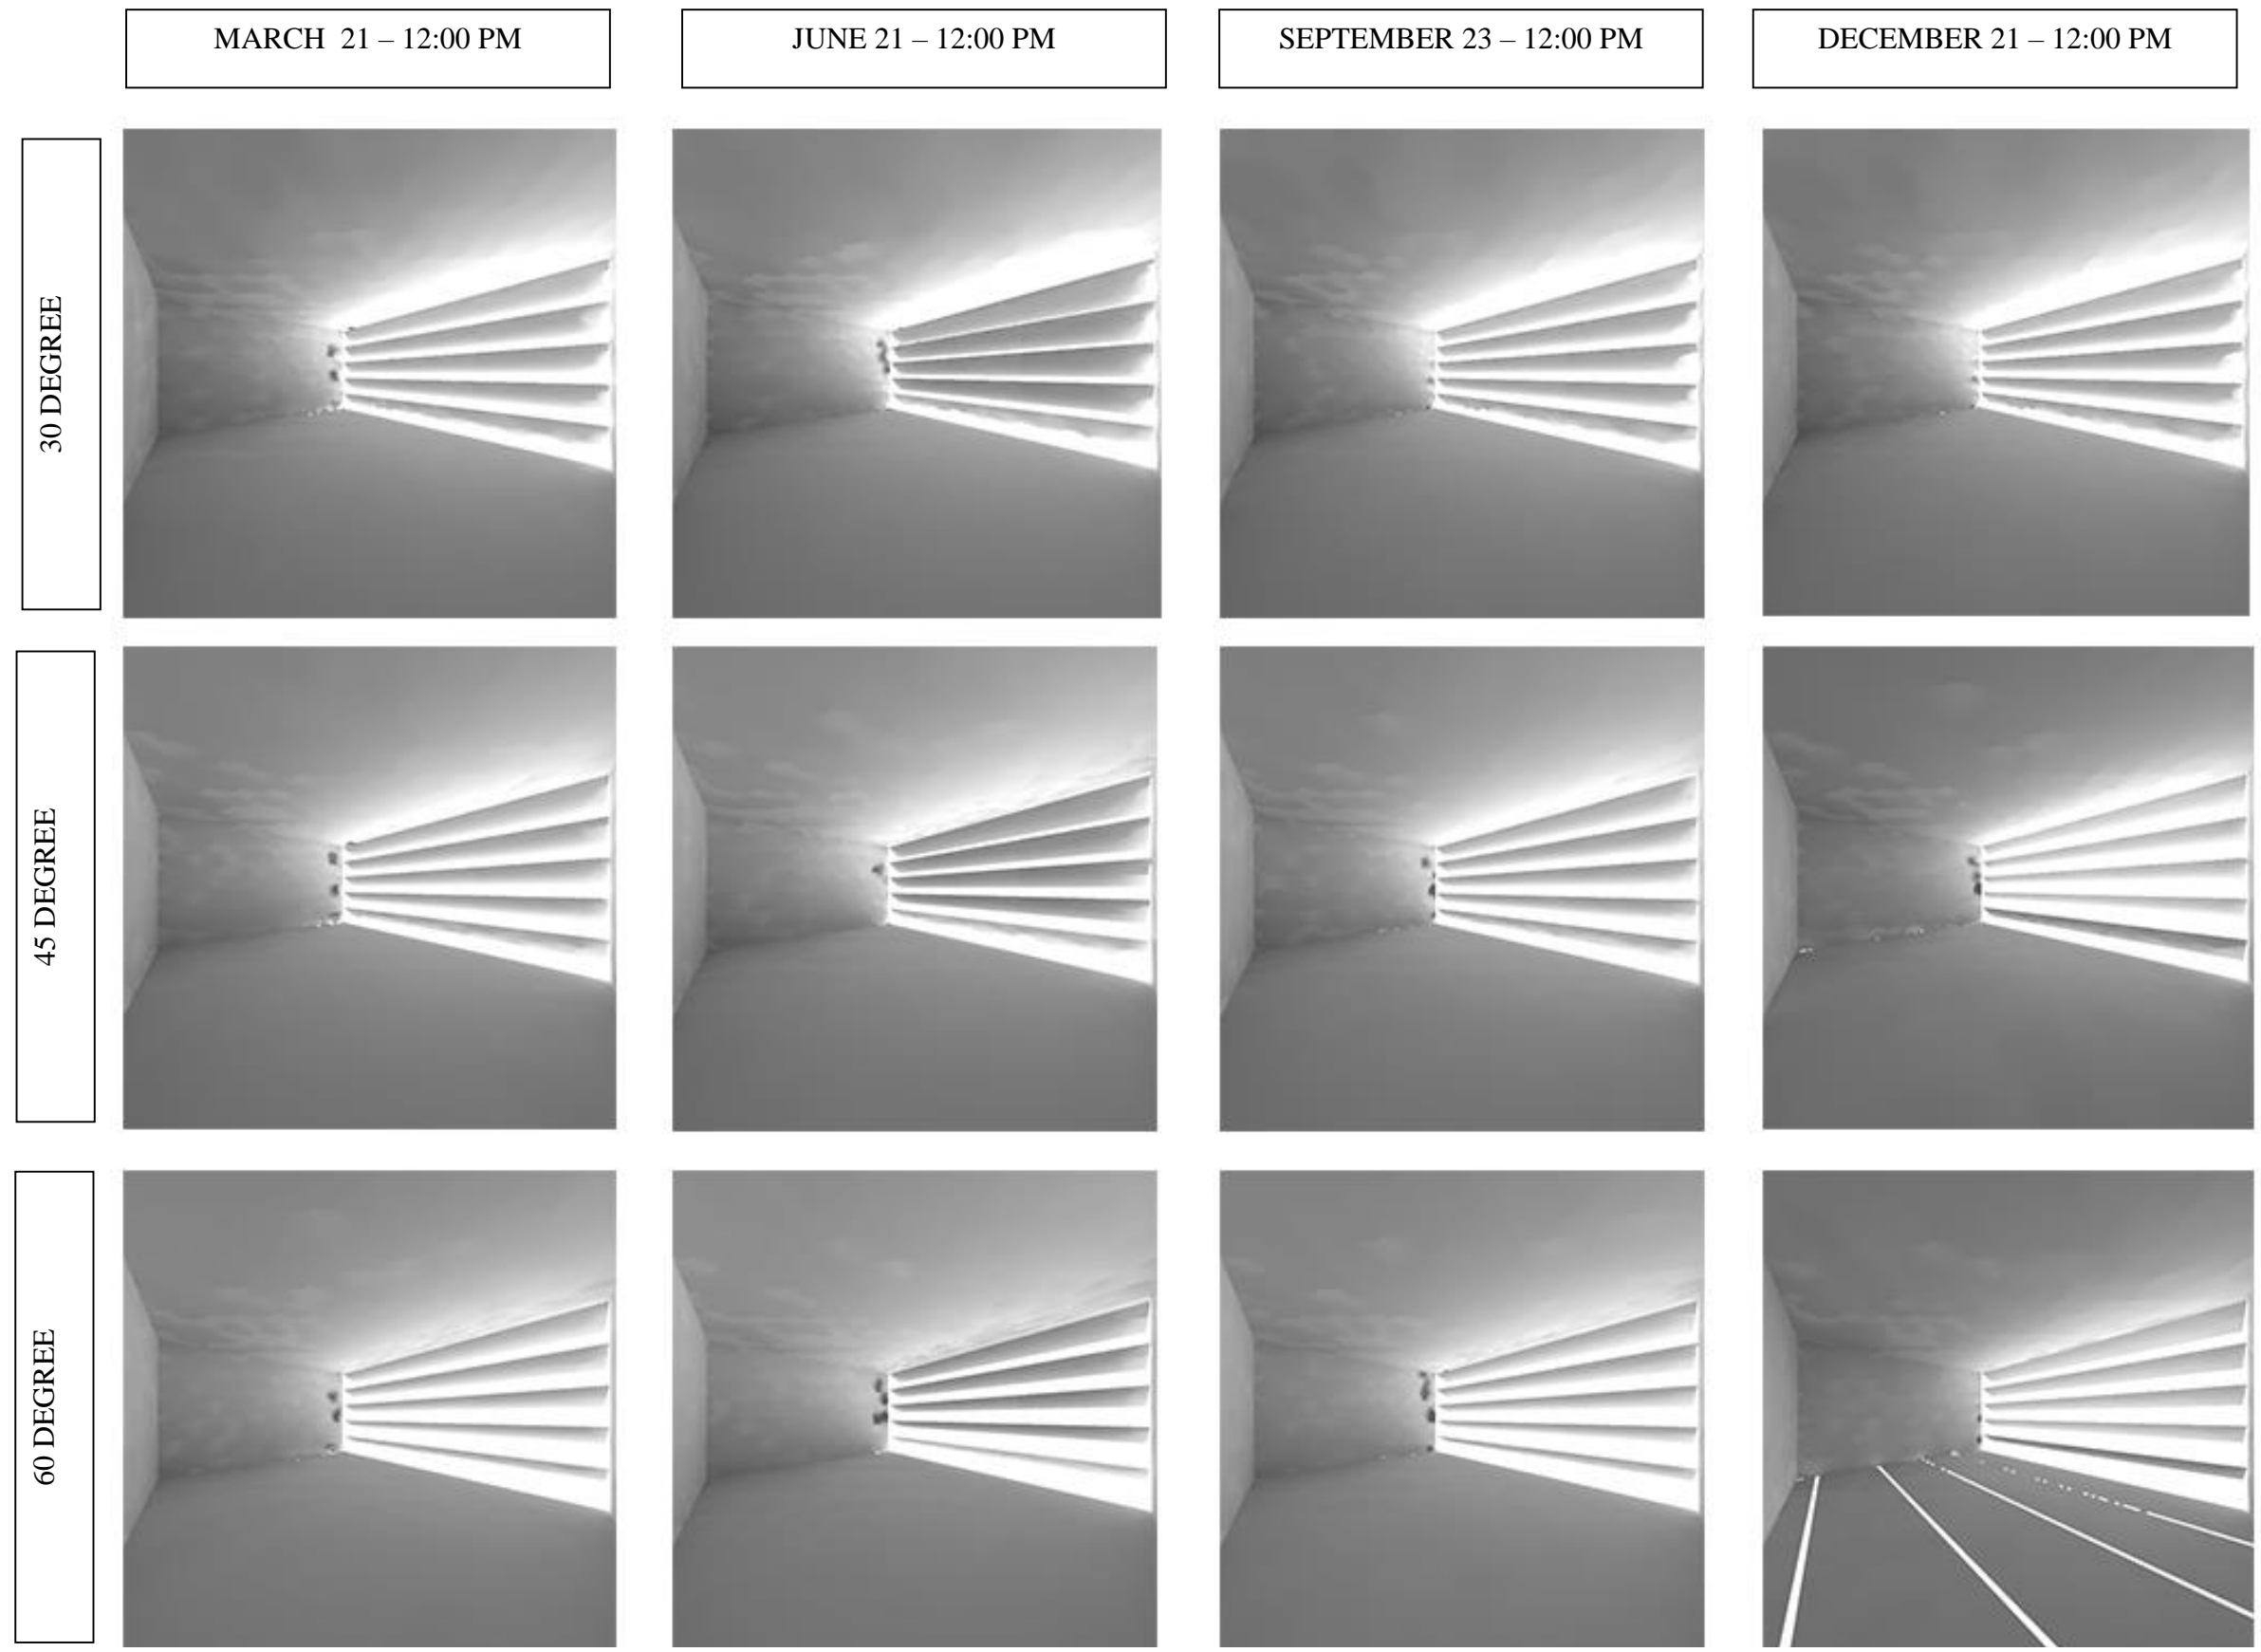 MARCH  21 – 12:00 PM
JUNE 21 – 12:00 PM
SEPTEMBER 23 – 12:00 PM
DECEMBER 21 – 12:00 PM
30 DEGREE
45 DEGREE
60 DEGREE